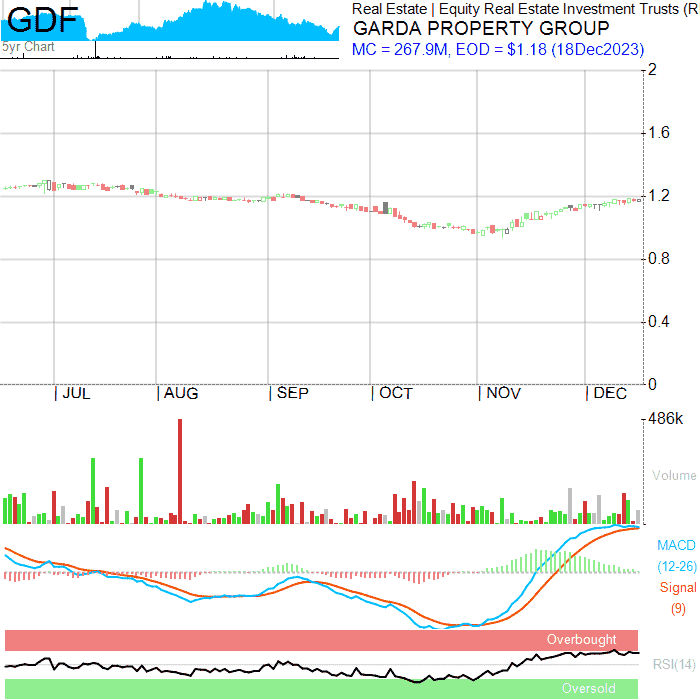 GDF
5yr Chart
Real Estate | Equity Real Estate Investment Trusts (R
GARDA PROPERTY GROUP
MC = 267.9M, EOD = $1.18 (18Dec2023)
2
1.6
1.2
0.8
0.4
0
| JUL | AUG | SEP | OCT | NOV | DEC
486k
Volume
MACD
(12-26)
Signal
(9)
Overbought
RSI(14)
Oversold